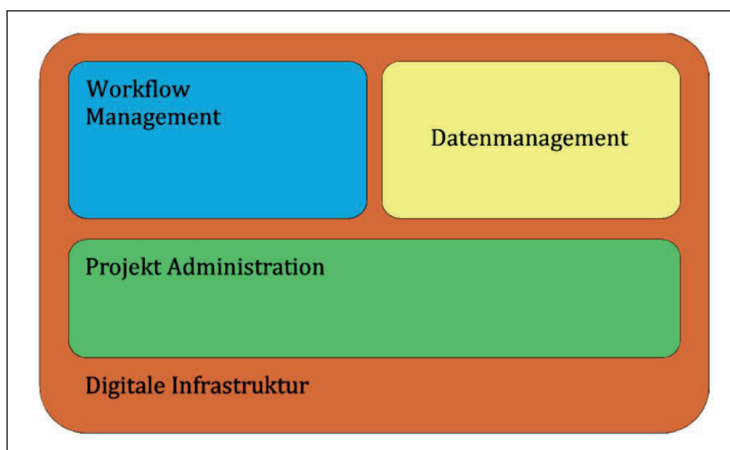 Workflow
Management
Datenmanagement
Projekt Administration
Digitale Infrastruktur